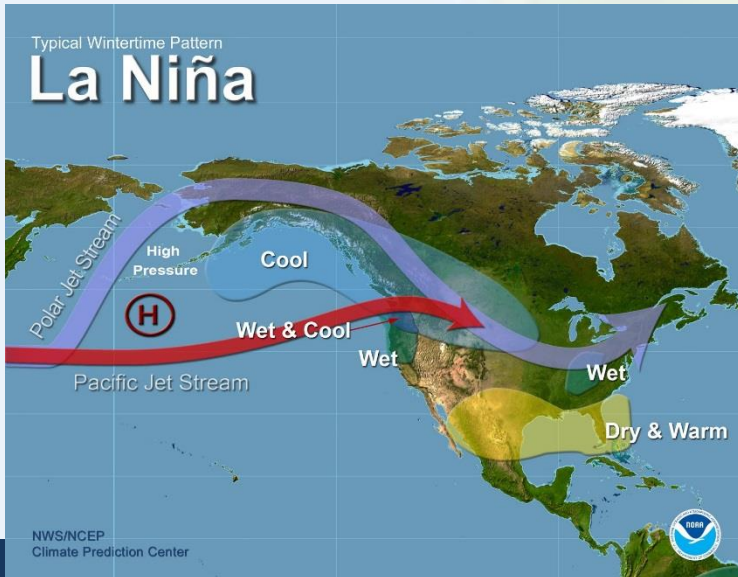 Typical Wintertime Pattern
La Niña
Polar Jet Stream
High
Pressure
Cool
H
Wet & Cool
Wet
Pacific Jet Stream
Wet
Dry & Warm
NWS/NCEP
Climate Prediction Center
NOAA